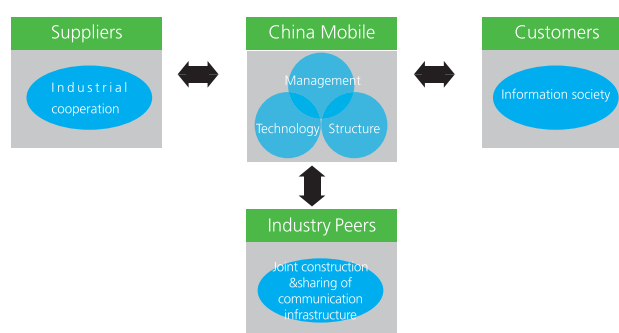 Suppliers
Industrial
cooperation
China Mobile
Management
Technology
Structure
Customers
Information society
Industry Peers
Joint construction
&sharing of
communication
infrastructure